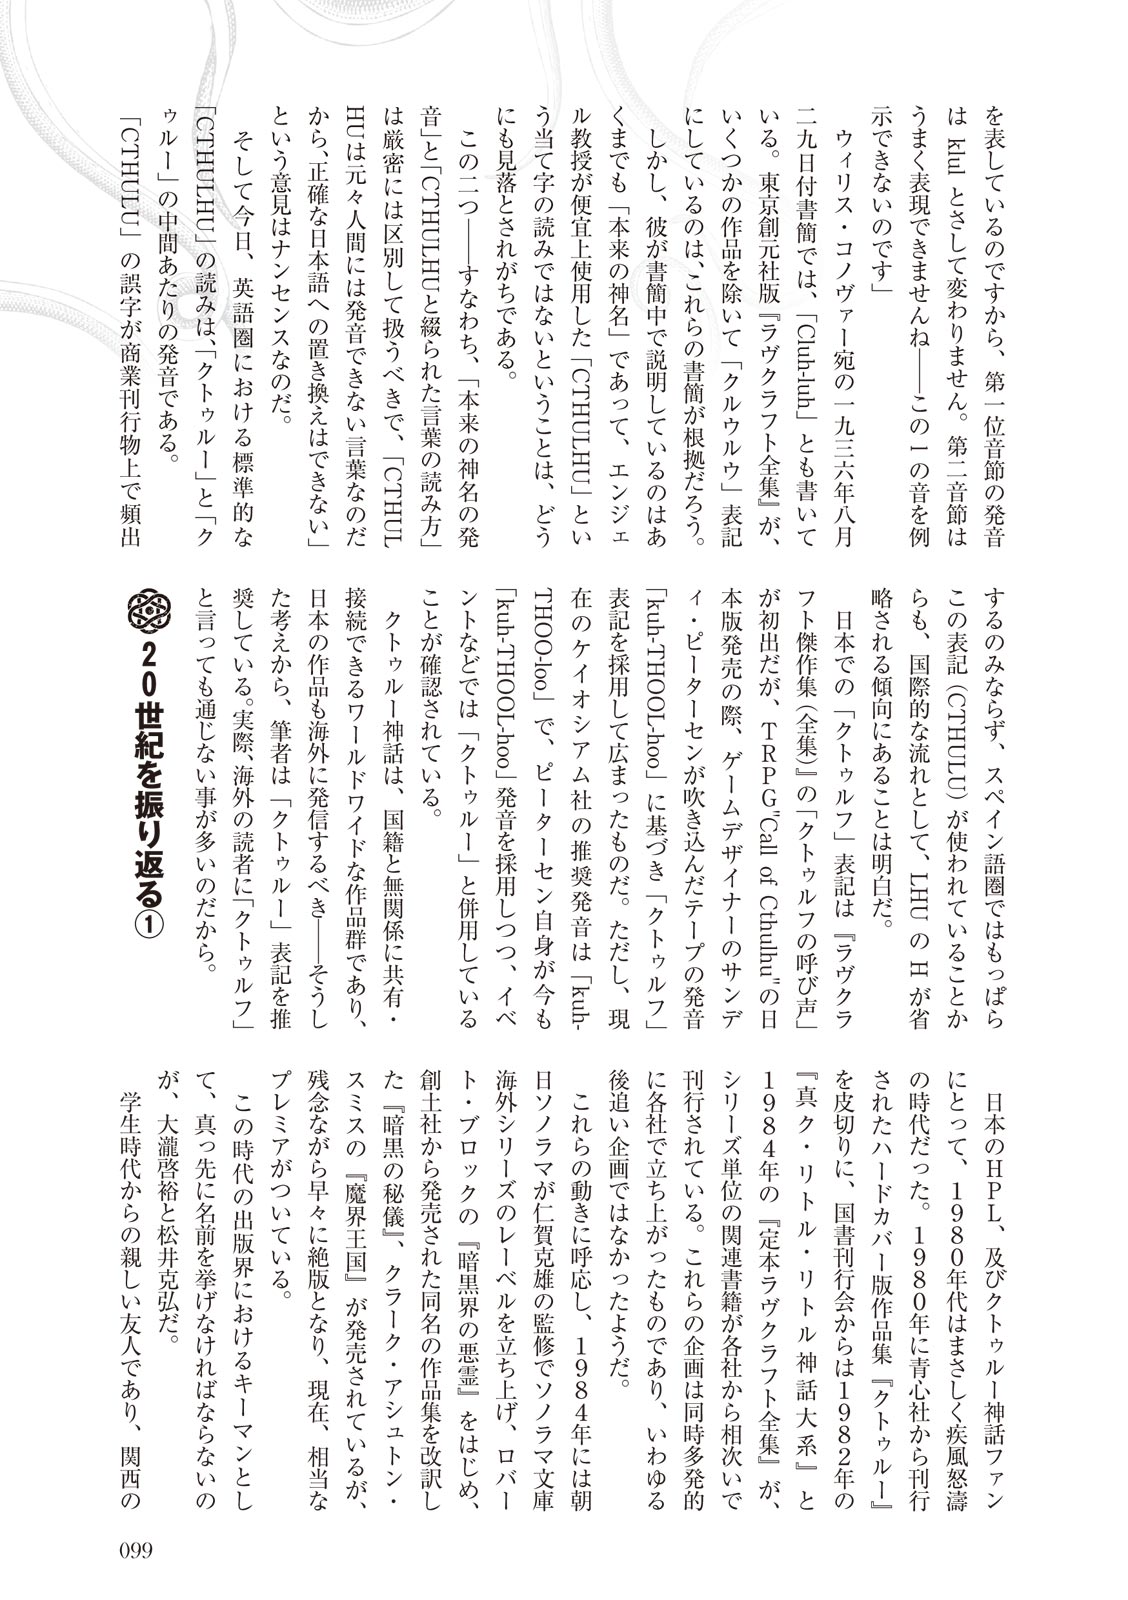 を表しているのですから、第一位音節の発音
は klul とさして変わりません。第二音節は
うまく表現できませんね——この l の音を例
示できないのです」
ウィリス・コノヴァー宛の一九三六年八月
二九日付書簡では、「Cluh-luh」とも書いて
いる。東京創元社版『ラヴクラフト全集』が、
いくつかの作品を除いて「クルウルウ」表記
にしているのは、これらの書簡が根拠だろう。
しかし、彼が書簡中で説明しているのはあ
くまでも「本来の神名」であって、エンジェ
ル教授が便宜上使用した「CTHULHU」とい
う当て字の読みではないということは、どう
にも見落とされがちである。
この二つ——すなわち、「本来の神名の発
音」と「CTHULHUと綴られた言葉の読み方」
は厳密には区別して扱うべきで、「CTHUL
HUは元々人間には発音できない言葉なのだ
から、正確な日本語への置き換えはできない」
という意見はナンセンスなのだ。
そして今日、英語圏における標準的な
「CTHULHU」の読みは、「クトゥルー」と「ク
ゥルー」の中間あたりの発音である。
「CTHULU」の誤字が商業刊行物上で頻出
するのみならず、スペイン語圏ではもっぱら
この表記（CTHULU）が使われていることか
らも、国際的な流れとして、LHU の H が省
略される傾向にあることは明白だ。
日本での「クトゥルフ」表記は『ラヴクラ
フト傑作集（全集）』の「クトゥルフの呼び声」
が初出だが、TRPG"Call of Cthulhu"の日
本版発売の際、ゲームデザイナーのサンデ
ィ・ピーターセンが吹き込んだテープの発音
「kuh-THOOL-hoo」に基づき「クトゥルフ」
表記を採用して広まったものだ。ただし、現
在のケイオシアム社の推奨発音は「kuh-
THOO-loo」で、ピーターセン自身が今も
「kuh-THOOL-hoo」発音を採用しつつ、イベ
ントなどでは「クトゥルー」と併用している
ことが確認されている。
クトゥルー神話は、国籍と無関係に共有・
接続できるワールドワイドな作品群であり、
日本の作品も海外に発信するべき——そうし
た考えから、筆者は「クトゥルー」表記を推
奨している。実際、海外の読者に「クトゥルフ」
と言っても通じない事が多いのだから。
20世紀を振り返る①
日本のHPL、及びクトゥルー神話ファン
にとって、1980年代はまさしく疾風怒濤
の時代だった。1980年に青心社から刊行
されたハードカバー版作品集『クトゥルー』
を皮切りに、国書刊行会からは1982年の
『真ク・リトル・リトル神話大系』と
1984年の『定本ラヴクラフト全集』が、
シリーズ単位の関連書籍が各社から相次いで
刊行されている。これらの企画は同時多発的
に各社で立ち上がったものであり、いわゆる
後追い企画ではなかったようだ。
これらの動きに呼応し、1984年には朝
日ソノラマが仁賀克雄の監修でソノラマ文庫
海外シリーズのレーベルを立ち上げ、ロバー
ト・ブロックの『暗黒界の悪霊』をはじめ、
創土社から発売された同名の作品集を改訳し
た『暗黒の秘儀』、クラーク・アシュトン・
スミスの『魔界王国』が発売されているが、
残念ながら早々に絶版となり、現在、相当な
プレミアがついている。
この時代の出版界におけるキーマンとし
て、真っ先に名前を挙げなければならないの
が、大瀧啓裕と松井克弘だ。
学生時代からの親しい友人であり、関西の
099